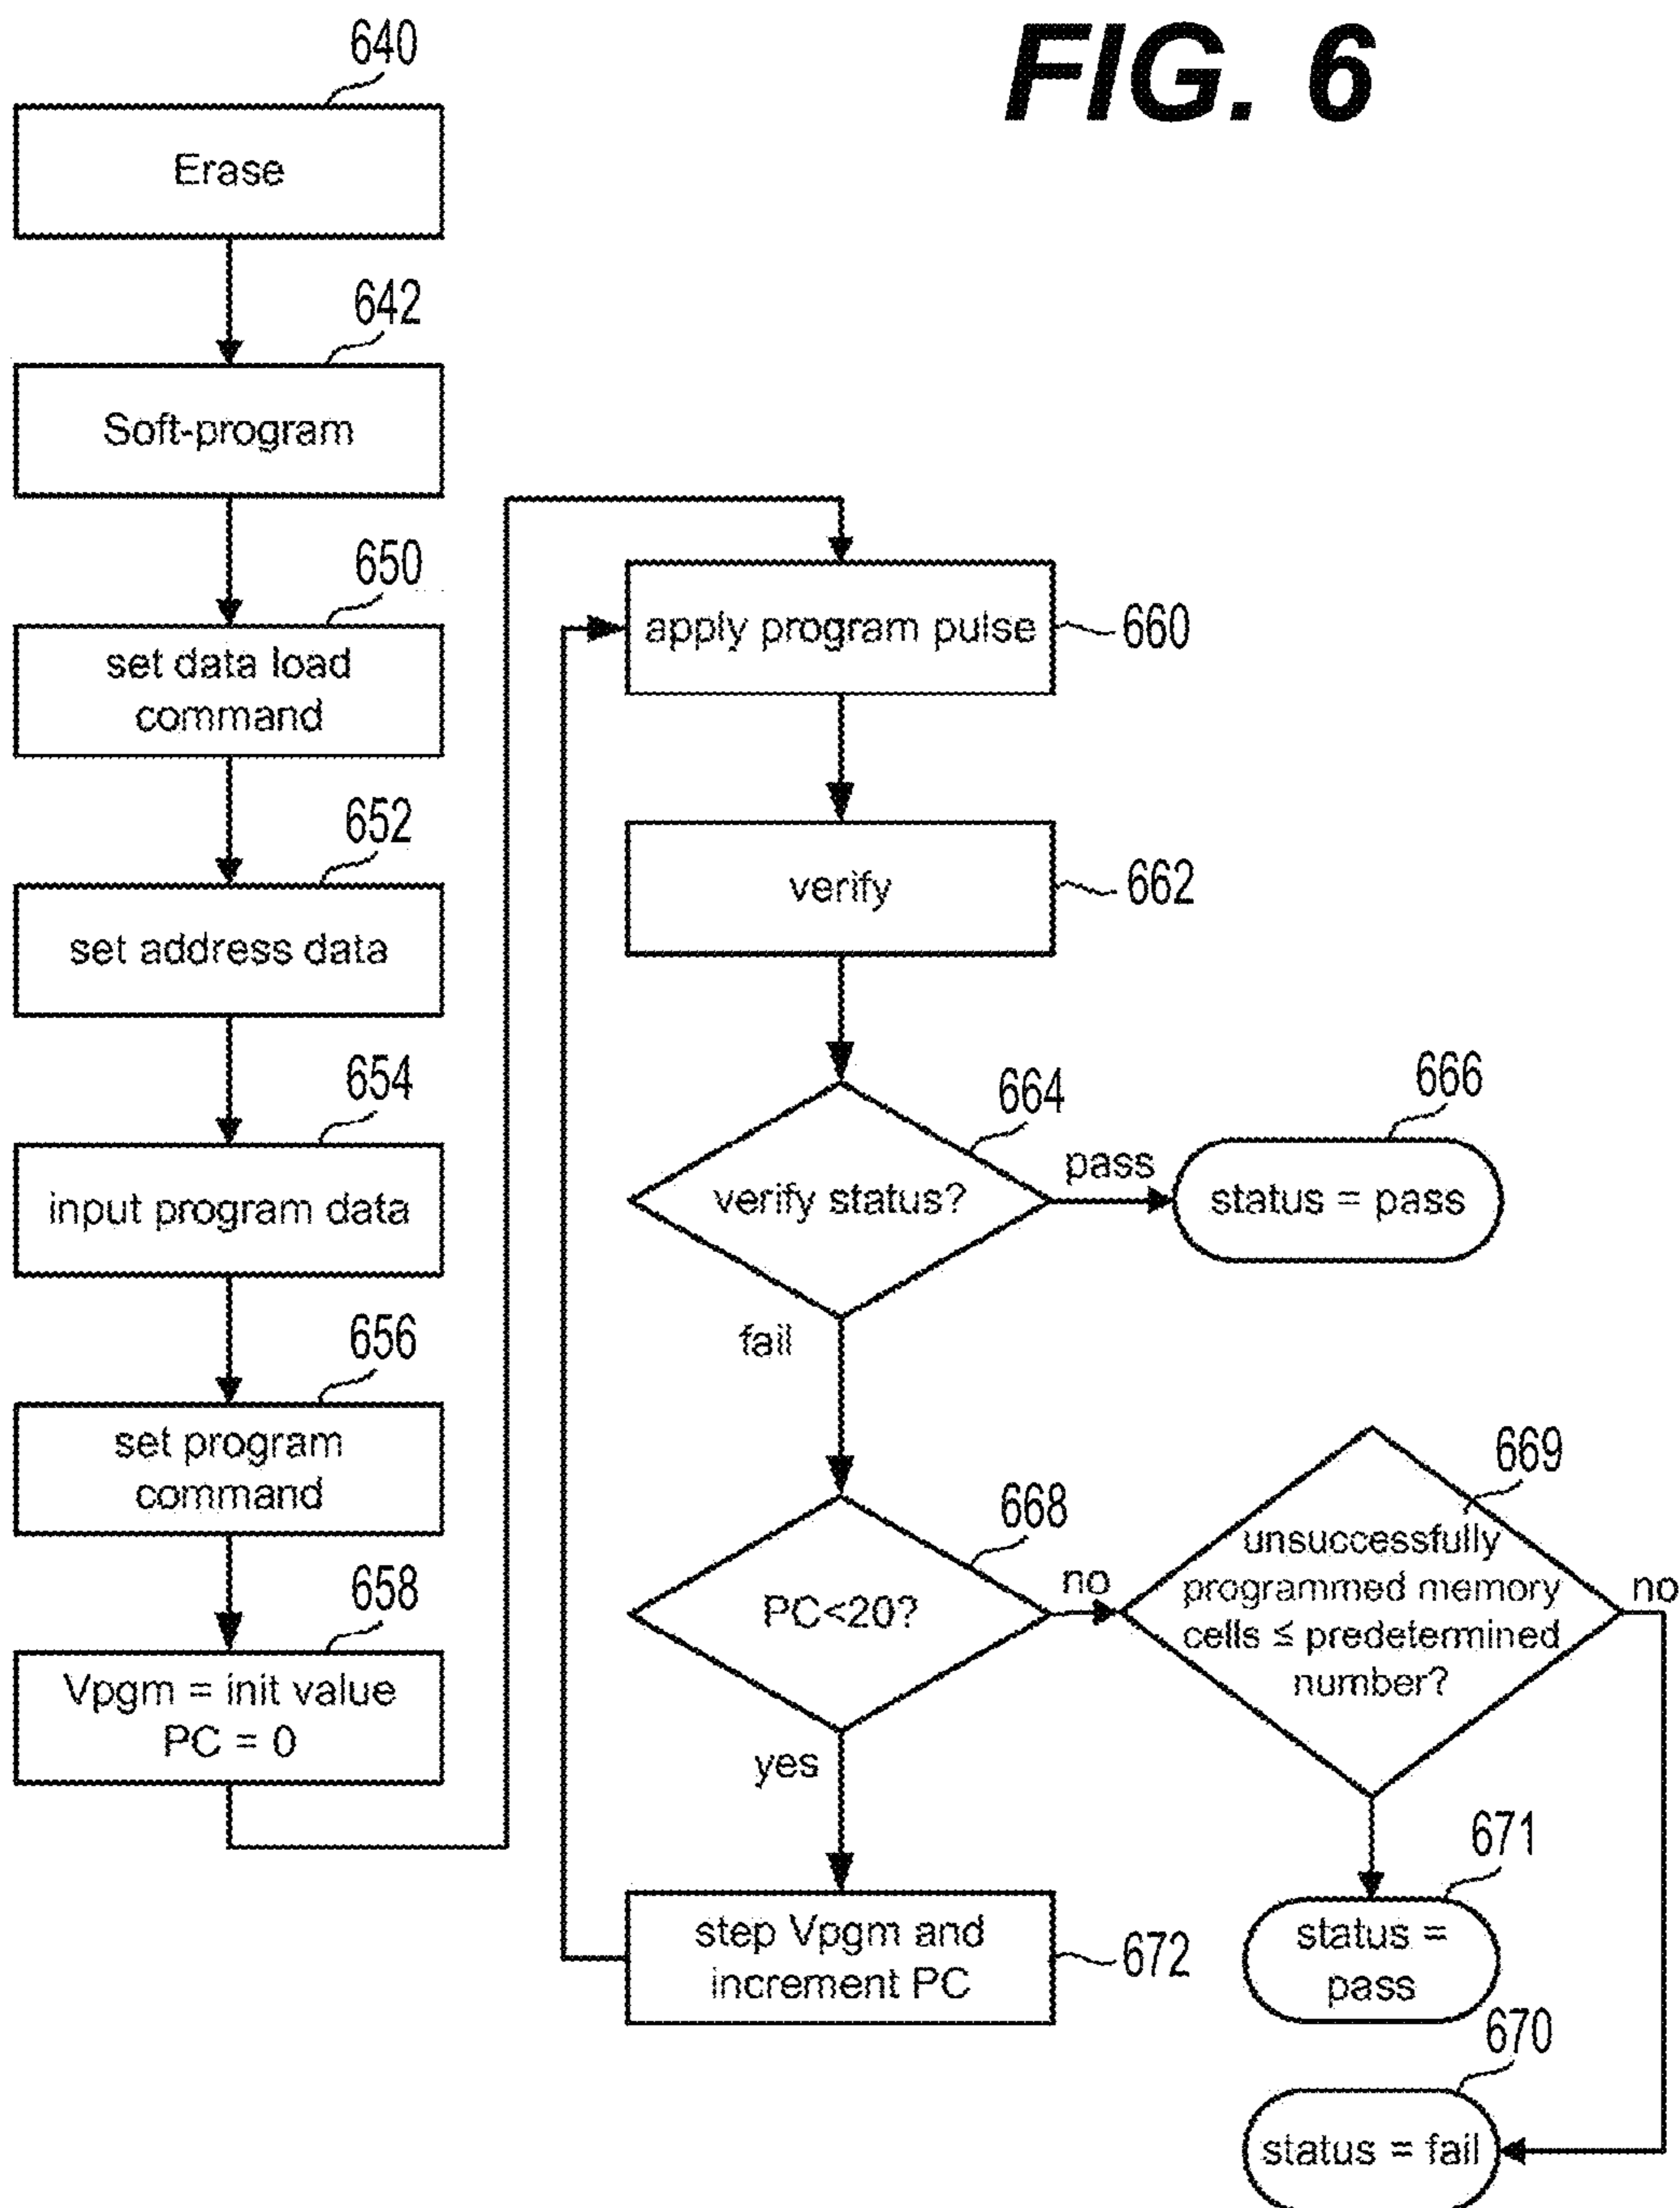 FIG. 6
640
Erase
642
Soft-program
650
set data load
command
652
set address data
654
input program data
656
set program
command
658
Vpgm = init value
PC = 0
apply program pulse
660
verify
662
664
verify status?
pass
666
status = pass
fail
668
PC<20?
no
669
unsuccessfully
programmed memory
cells ≤ predetermined
number?
no
yes
671
status =
pass
step Vpgm and
increment PC
672
670
status = fail